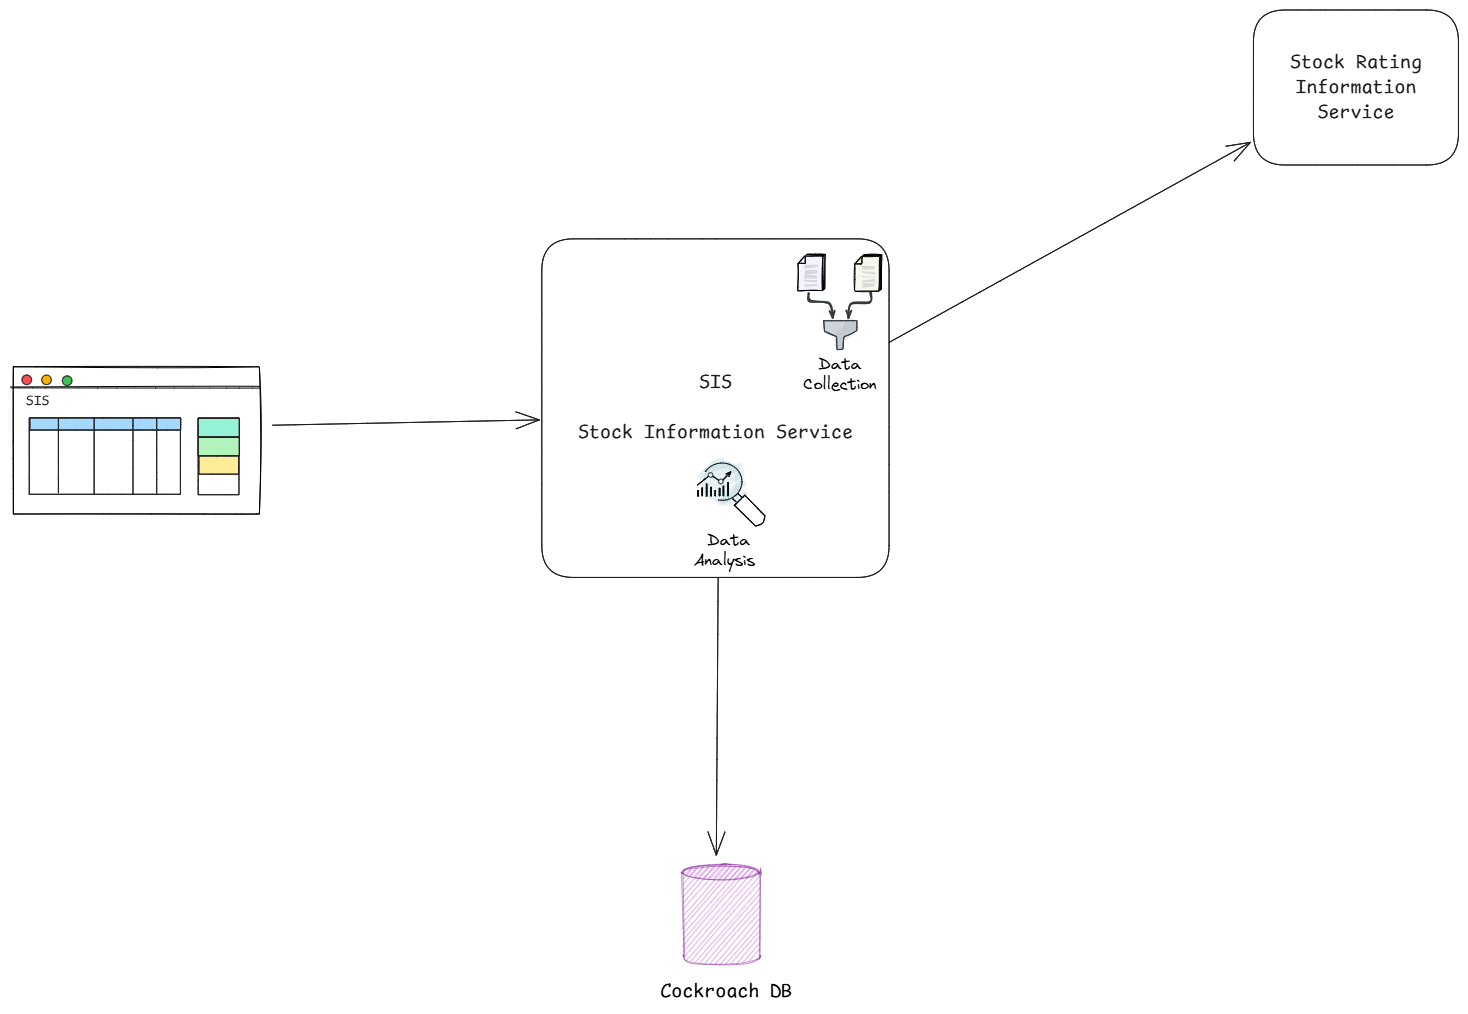 Stock Rating
Information
Service
Data
Collection
SIS
SIS
Stock Information Service
Data
Analysis
Cockroach DB